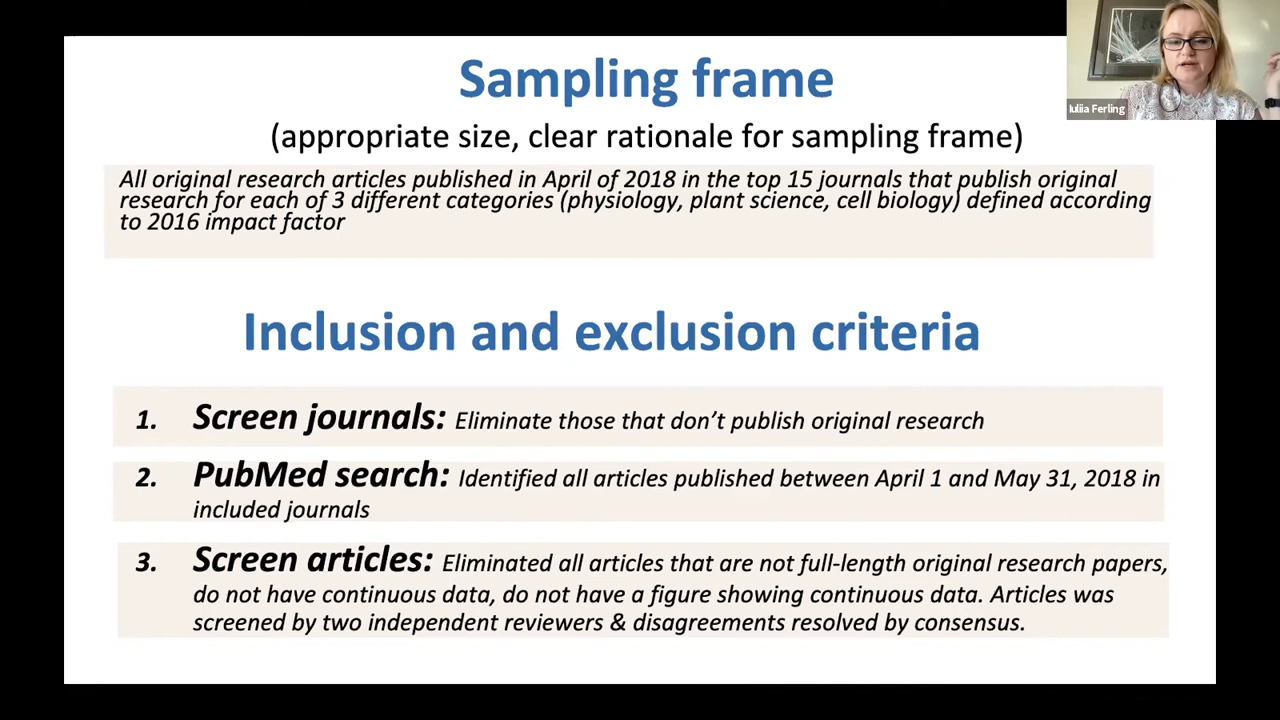 Sampling frame
(appropriate size, clear rationale for sampling frame)
All original research articles published in April of 2018 in the top 15 journals that publish original
research for each of 3 different categories (physiology, plant science, cell biology) defined according
to 2016 impact factor
Inclusion and exclusion criteria
1. Screen journals: Eliminate those that don’t publish original research
2. PubMed search: Identified all articles published between April 1 and May 31, 2018 in
included journals
3. Screen articles: Eliminated all articles that are not full-length original research papers,
do not have continuous data, do not have a figure showing continuous data. Articles was
screened by two independent reviewers & disagreements resolved by consensus.
Iuliia Ferling